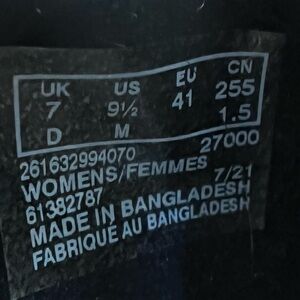 UK US EU CN
7 9½ 41 255
D M 1.5
261632994070 27000
WOMENS/FEMMES
61382787 7/21
MADE IN BANGLADESH
FABRIQUE AU BANGLADESH